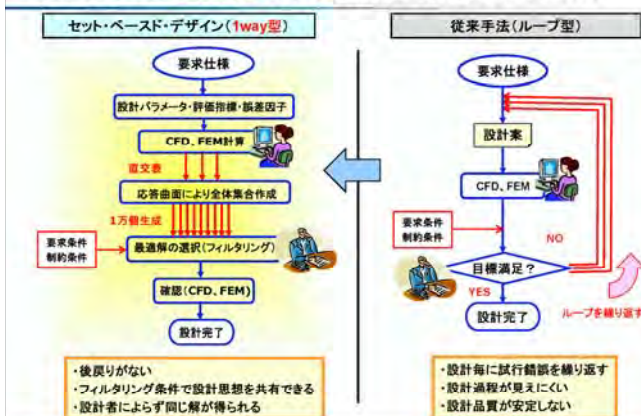 セット・ベースド・デザイン(1way型)
要求仕様
設計パラメータ・評価指標・誤差因子
CFD、FEM計算
直交表
応答曲面により全体集合作成
1万個生成
要求条件
制約条件
最適解の選択(フィルタリング)
確認(CFD、FEM)
設計完了
・後戻りがない
・フィルタリング条件で設計思想を共有できる
・設計者によらず同じ解が得られる
従来手法(ループ型)
要求仕様
設計案
CFD、FEM
要求条件
制約条件
NO
目標満足?
YES
ループを繰り返す
設計完了
・設計毎に試行錯誤を繰り返す
・設計過程が見えにくい
・設計品質が安定しない